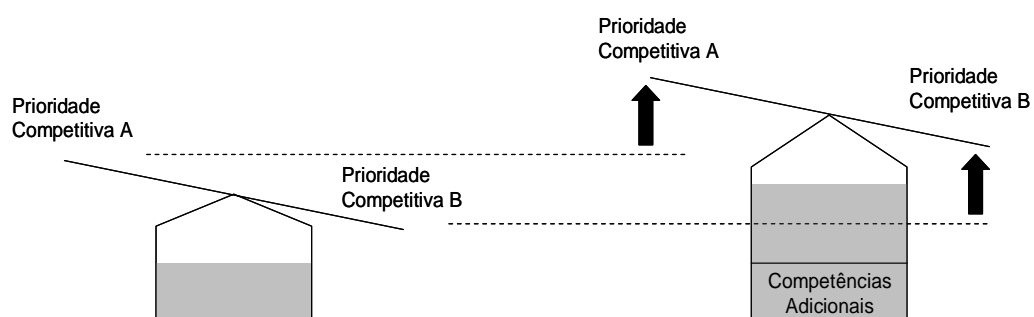 Prioridade
Competitiva A
Prioridade
Competitiva B
Prioridade
Competitiva A
Prioridade
Competitiva B
Competências
Adicionais